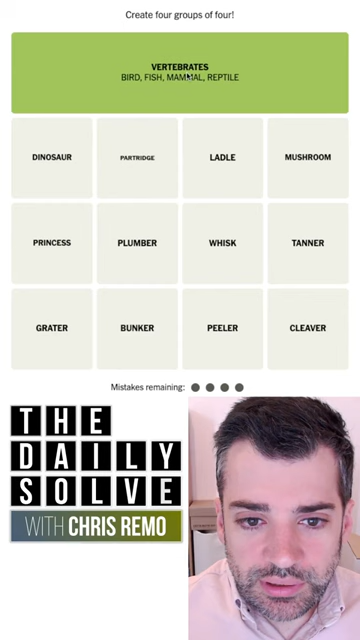 Create four groups of four!
VERTEBRATES
BIRD, FISH, MAMMAL, REPTILE
DINOSAUR PARTRIDGE LADLE MUSHROOM
PRINCESS PLUMBER WHISK TANNER
GRATER BUNKER PEELER CLEAVER
Mistakes remaining:
THE
DAILY
SOLVE
WITH CHRIS REMO